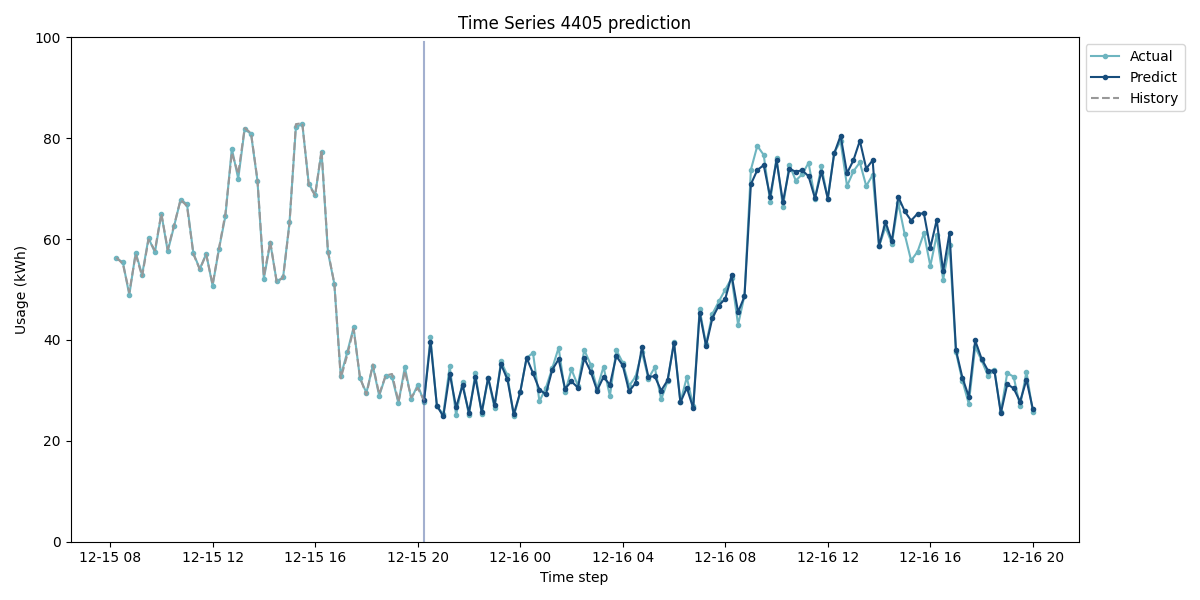 Time Series 4405 prediction
100
80
60
40
20
0
Usage (kWh)
12-15 08
12-15 12
12-15 16
12-15 20
12-16 00
12-16 04
12-16 08
12-16 12
12-16 16
12-16 20
Time step
Actual
Predict
History